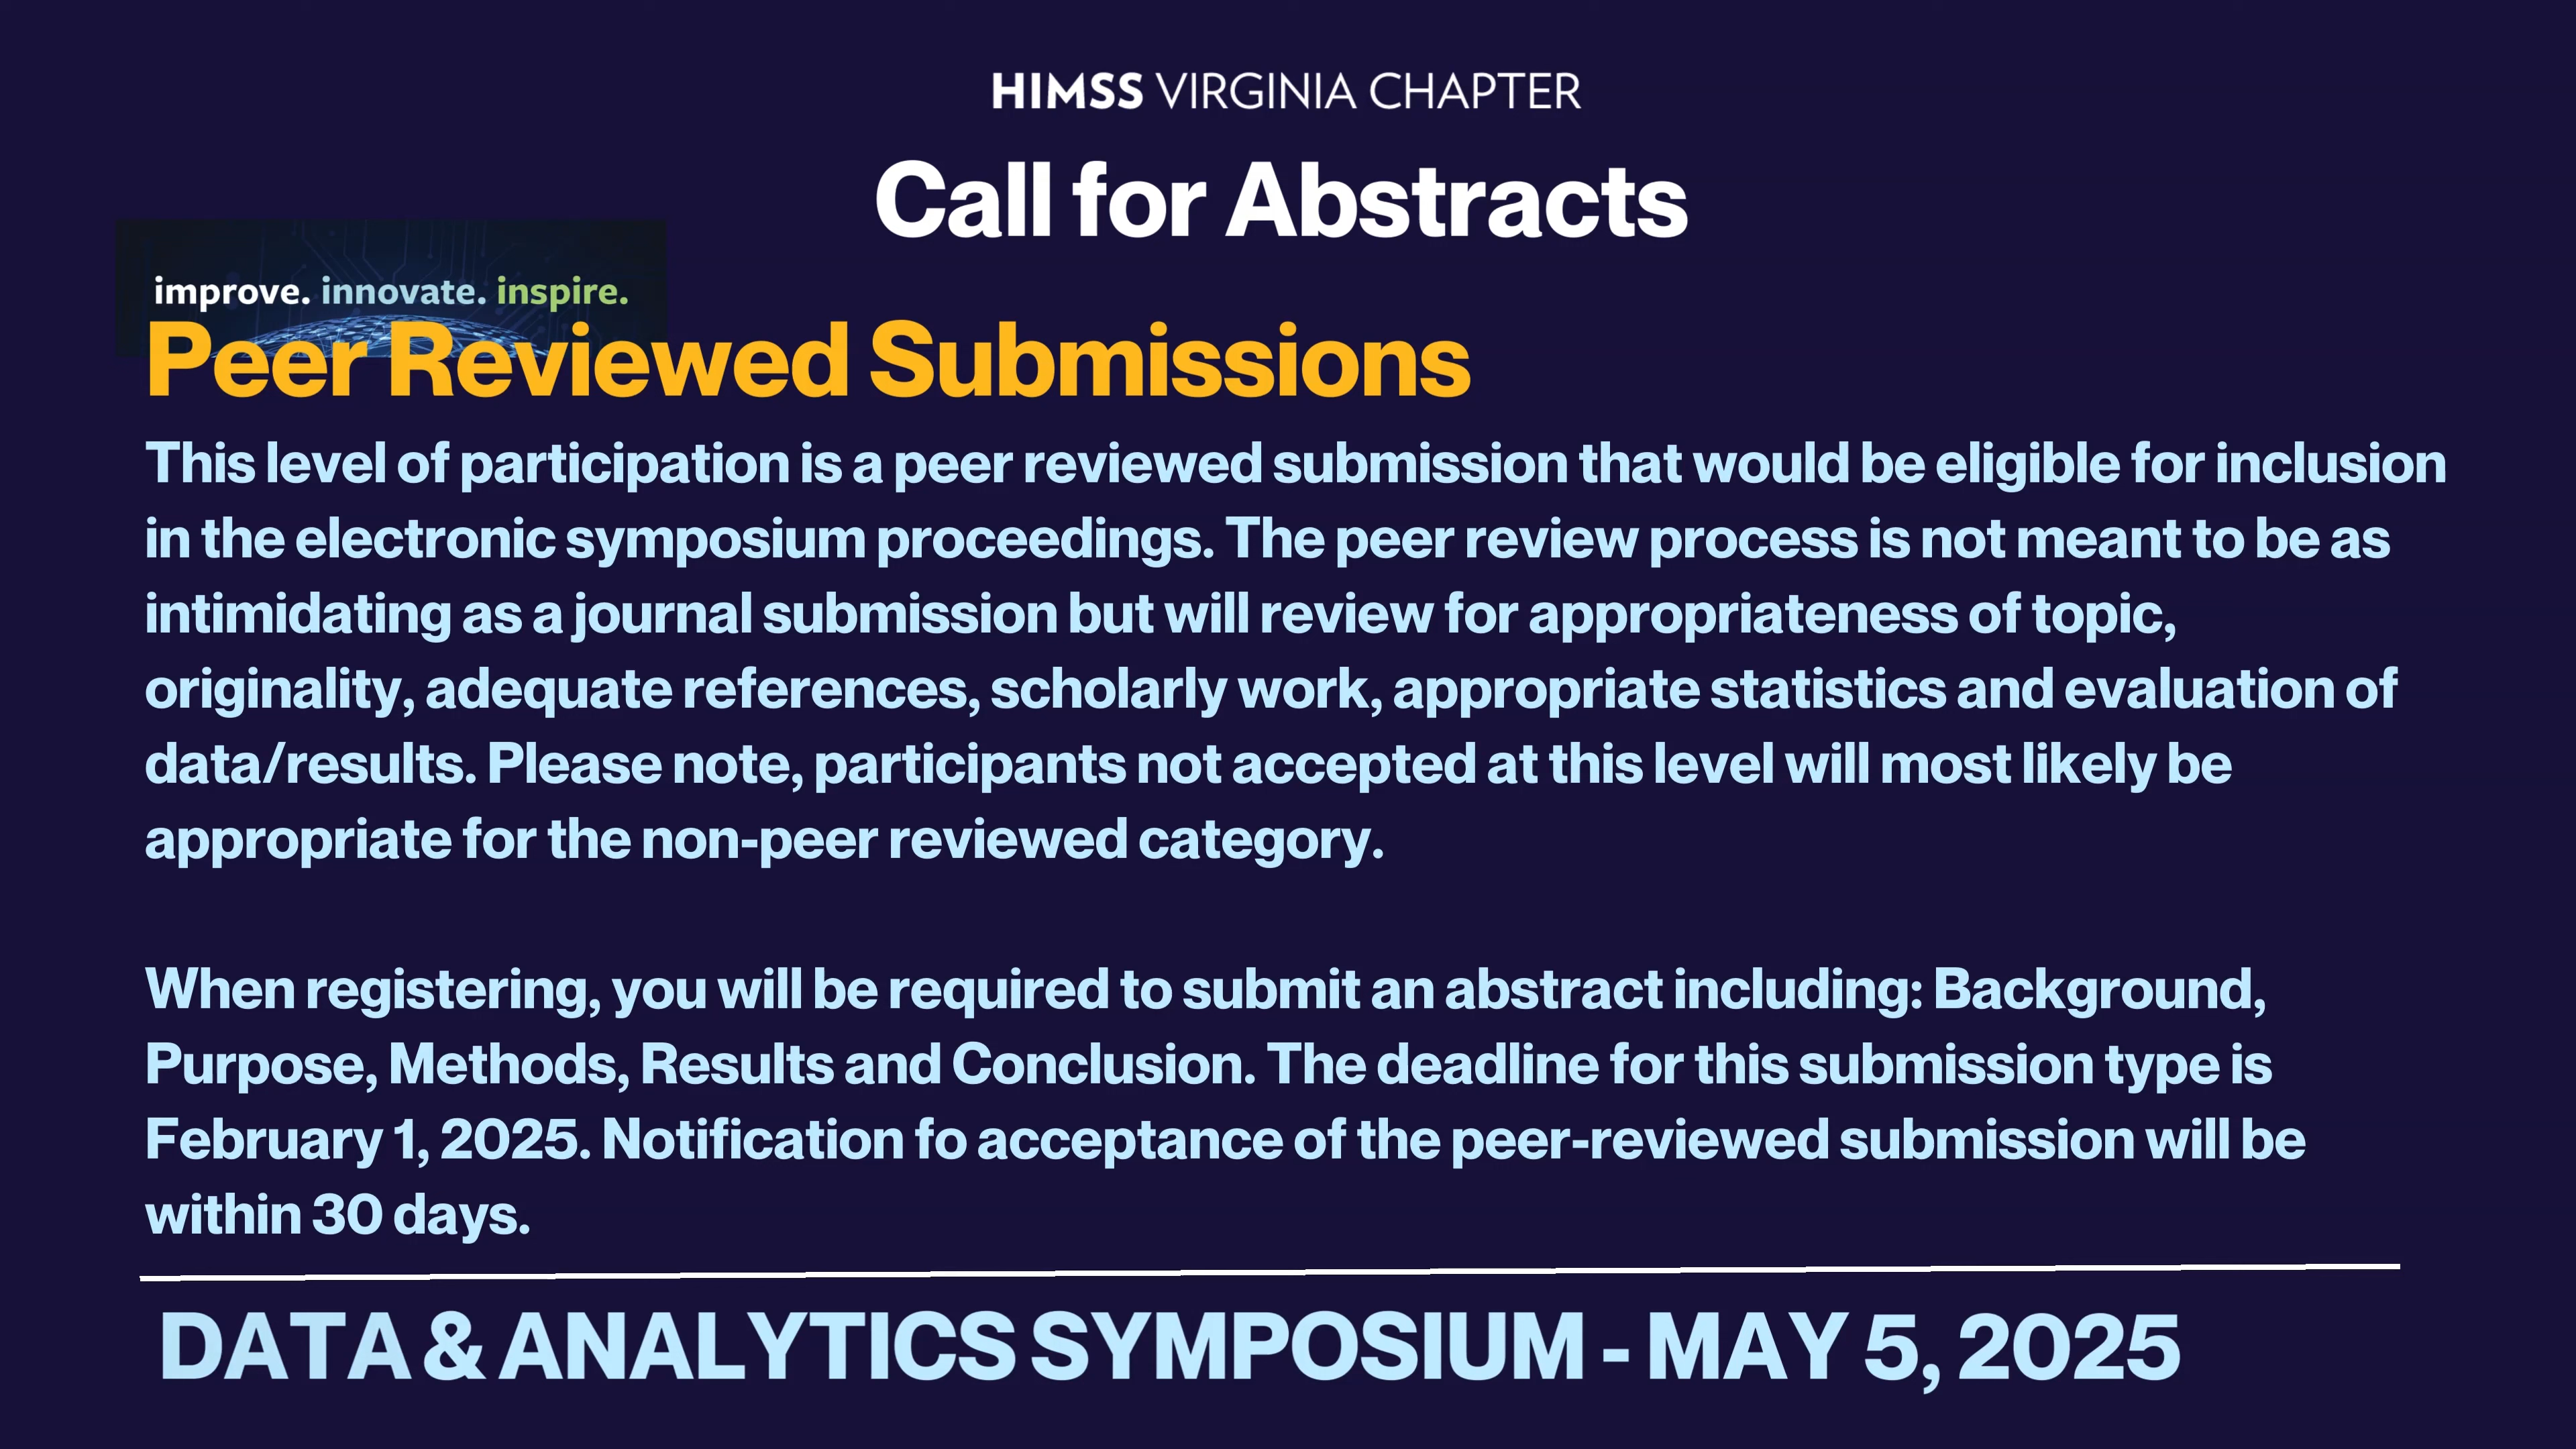 HIMSS VIRGINIA CHAPTER
Call for Abstracts
improve. innovate. inspire.
Peer Reviewed Submissions
This level of participation is a peer reviewed submission that would be eligible for inclusion
in the electronic symposium proceedings. The peer review process is not meant to be as
intimidating as a journal submission but will review for appropriateness of topic,
originality, adequate references, scholarly work, appropriate statistics and evaluation of
data/results. Please note, participants not accepted at this level will most likely be
appropriate for the non-peer reviewed category.
When registering, you will be required to submit an abstract including: Background,
Purpose, Methods, Results and Conclusion. The deadline for this submission type is
February 1, 2025. Notification fo acceptance of the peer-reviewed submission will be
within 30 days.
DATA & ANALYTICS SYMPOSIUM - MAY 5, 2025